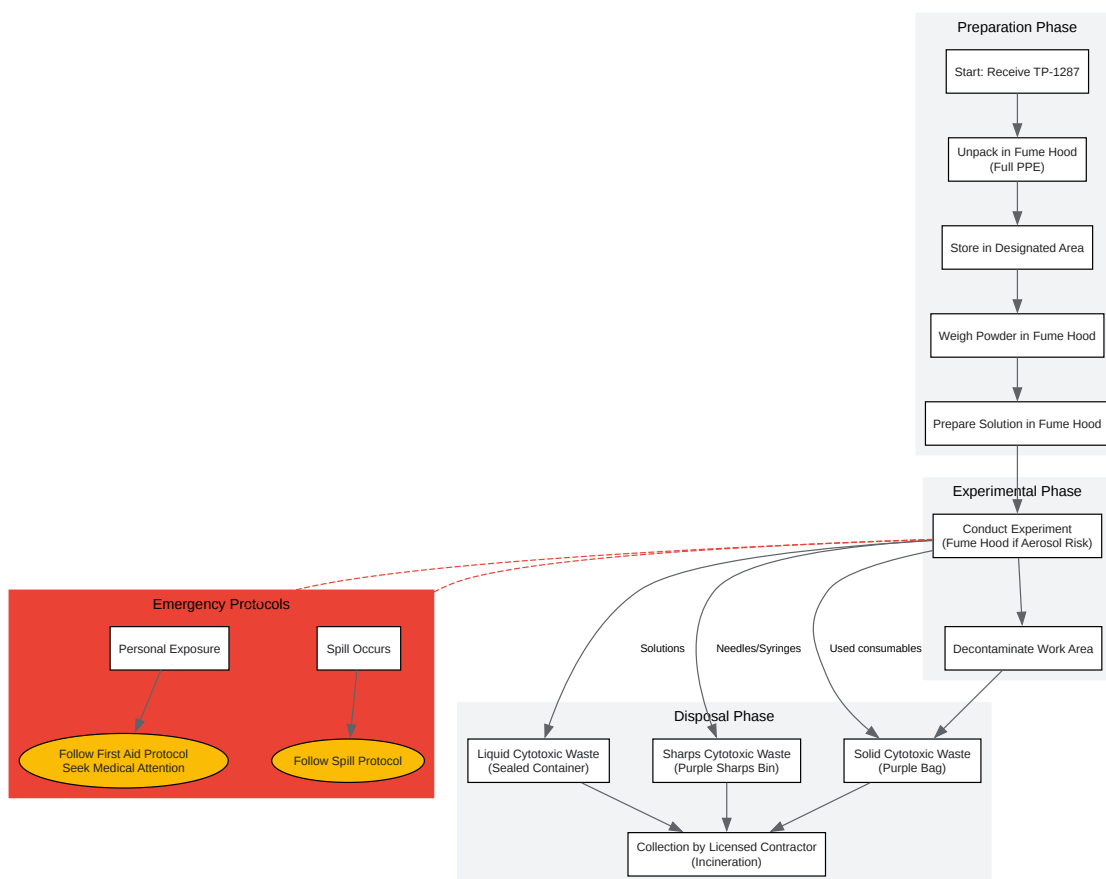 Preparation Phase
Start: Receive TP-1287
Unpack in Fume Hood
(Full PPE)
Store in Designated Area
Weigh Powder in Fume Hood
Prepare Solution in Fume Hood
Experimental Phase
Conduct Experiment
(Fume Hood if Aerosol Risk)
Emergency Protocols
Personal Exposure
Spill Occurs
Solutions
Needles/Syringes
Used consumables
Decontaminate Work Area
Follow First Aid Protocol
Seek Medical Attention
Follow Spill Protocol
Disposal Phase
Liquid Cytotoxic Waste
(Sealed Container)
Sharps Cytotoxic Waste
(Purple Sharps Bin)
Solid Cytotoxic Waste
(Purple Bag)
Collection by Licensed Contractor
(Incineration)